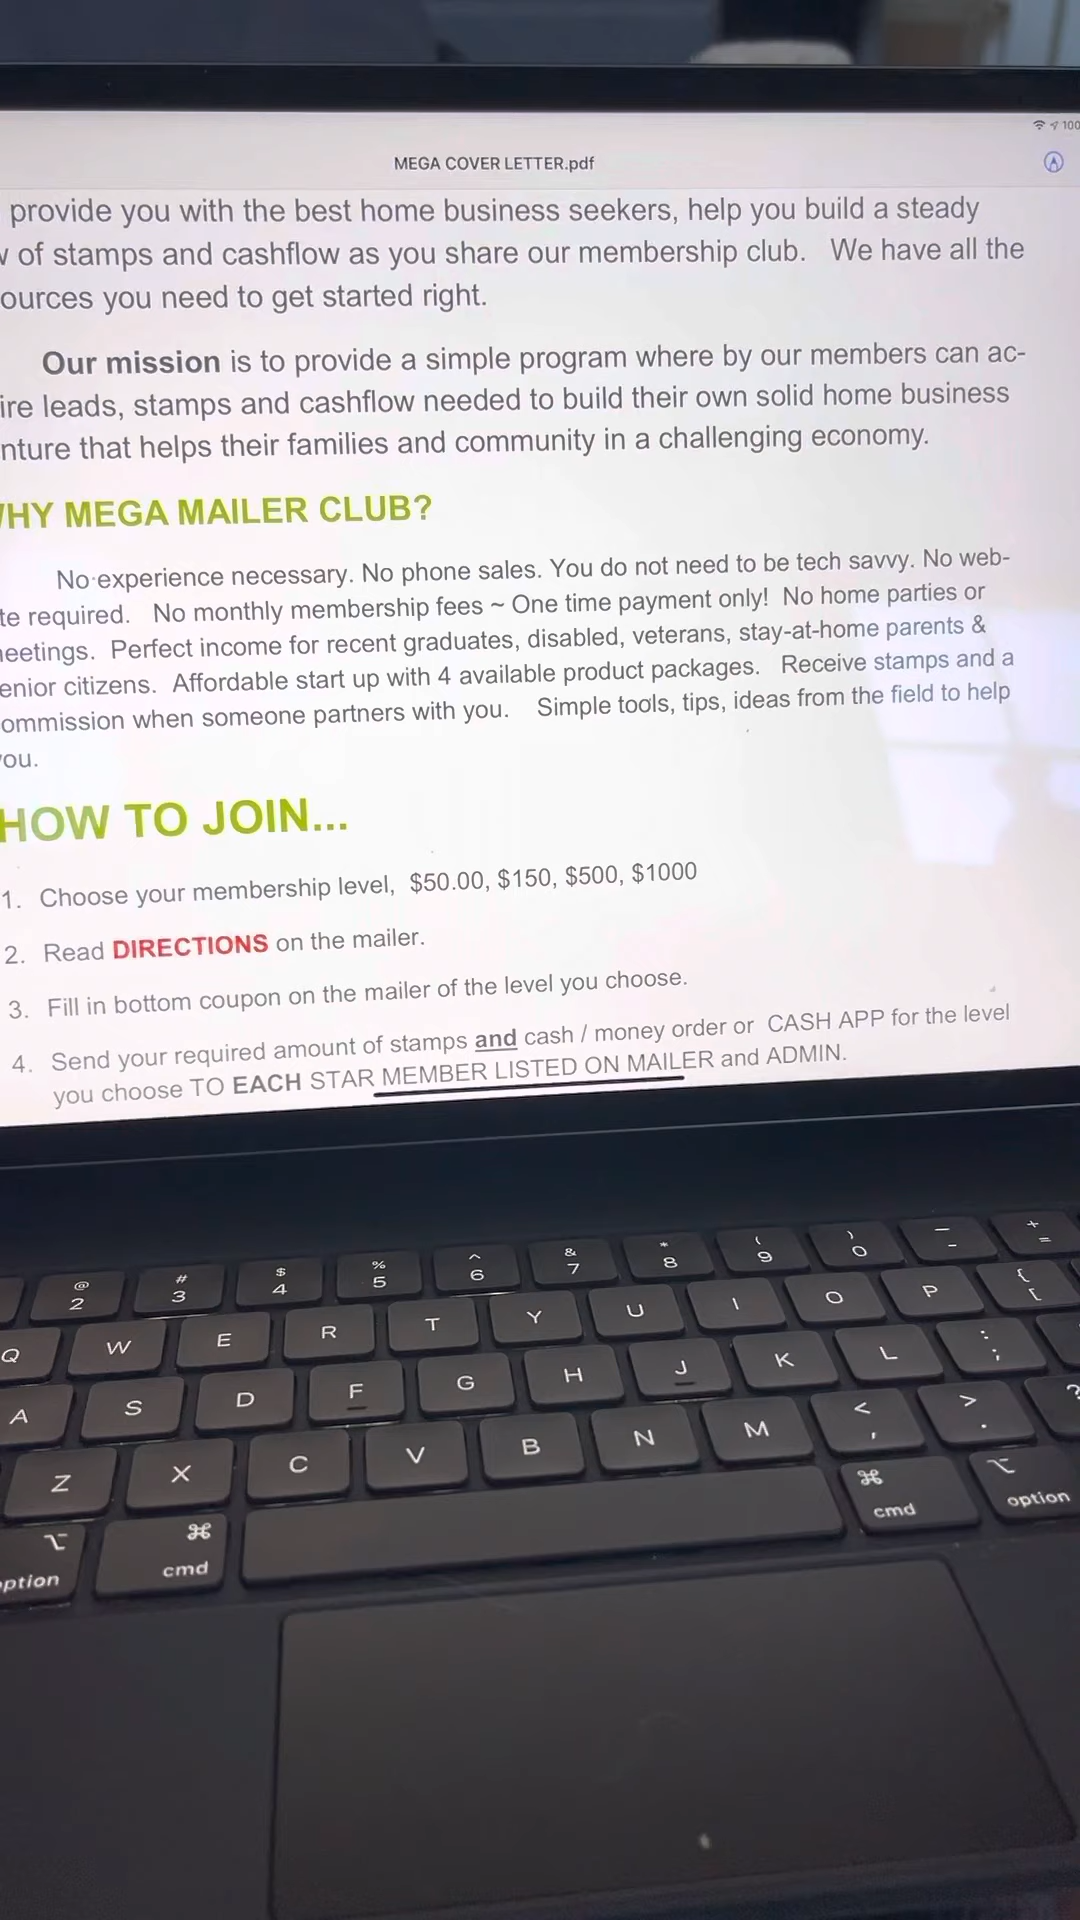 100
MEGA COVER LETTER.pdf
provide you with the best home business seekers, help you build a steady
of stamps and cashflow as you share our membership club. We have all the
ources you need to get started right.
Our mission is to provide a simple program where by our members can ac-
ire leads, stamps and cashflow needed to build their own solid home business
nture that helps their families and community in a challenging economy.
HY MEGA MAILER CLUB?
No experience necessary. No phone sales. You do not need to be tech savvy. No web-
te required. No monthly membership fees ~ One time payment only! No home parties or
eetings. Perfect income for recent graduates, disabled, veterans, stay-at-home parents &
enior citizens. Affordable start up with 4 available product packages. Receive stamps and a
ommission when someone partners with you. Simple tools, tips, ideas from the field to help
ou.
HOW TO JOIN...
1. Choose your membership level, $50.00, $150, $500, $1000
2. Read DIRECTIONS on the mailer.
3. Fill in bottom coupon on the mailer of the level you choose.
4. Send your required amount of stamps and cash / money order or CASH APP for the level
you choose TO EACH STAR MEMBER LISTED ON MAILER and ADMIN.
@ # $ % ^ & * ( ) _ +
2 3 4 5 6 7 8 9 0 - =
Q W E R T Y U I O P { [
A S D F G H J K L : ;
Z X C V B N M < , > . ?
option cmd cmd option